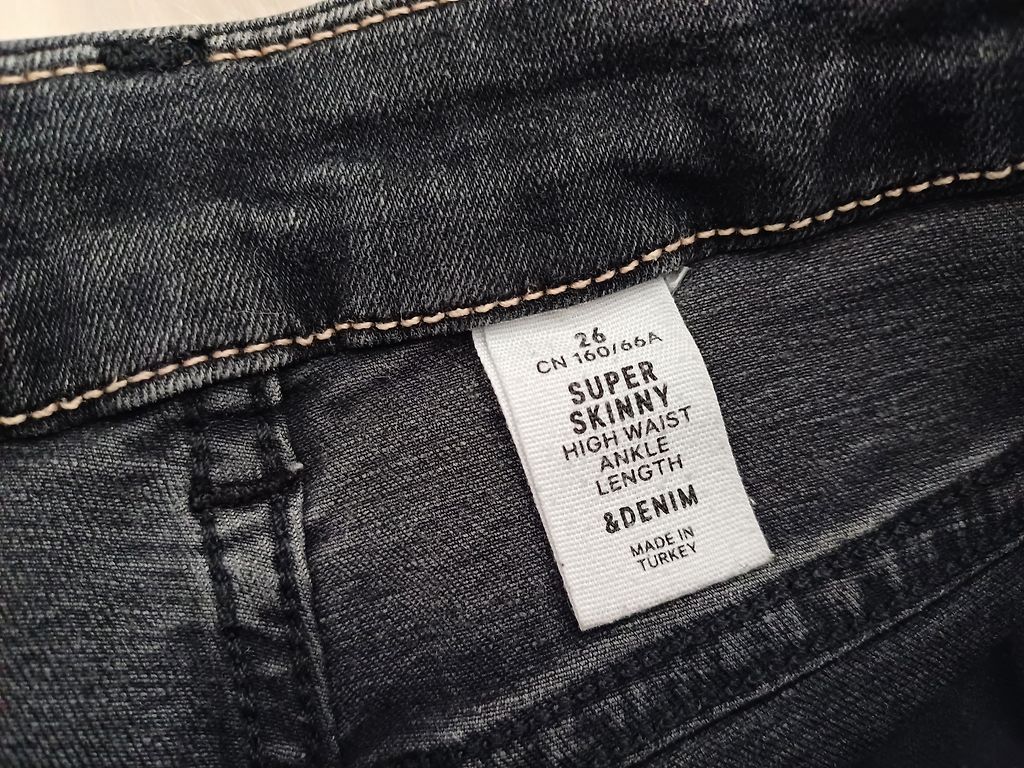 26
CN 160/66A
SUPER
SKINNY
HIGH WAIST
ANKLE
LENGTH
&DENIM
MADE IN
TURKEY